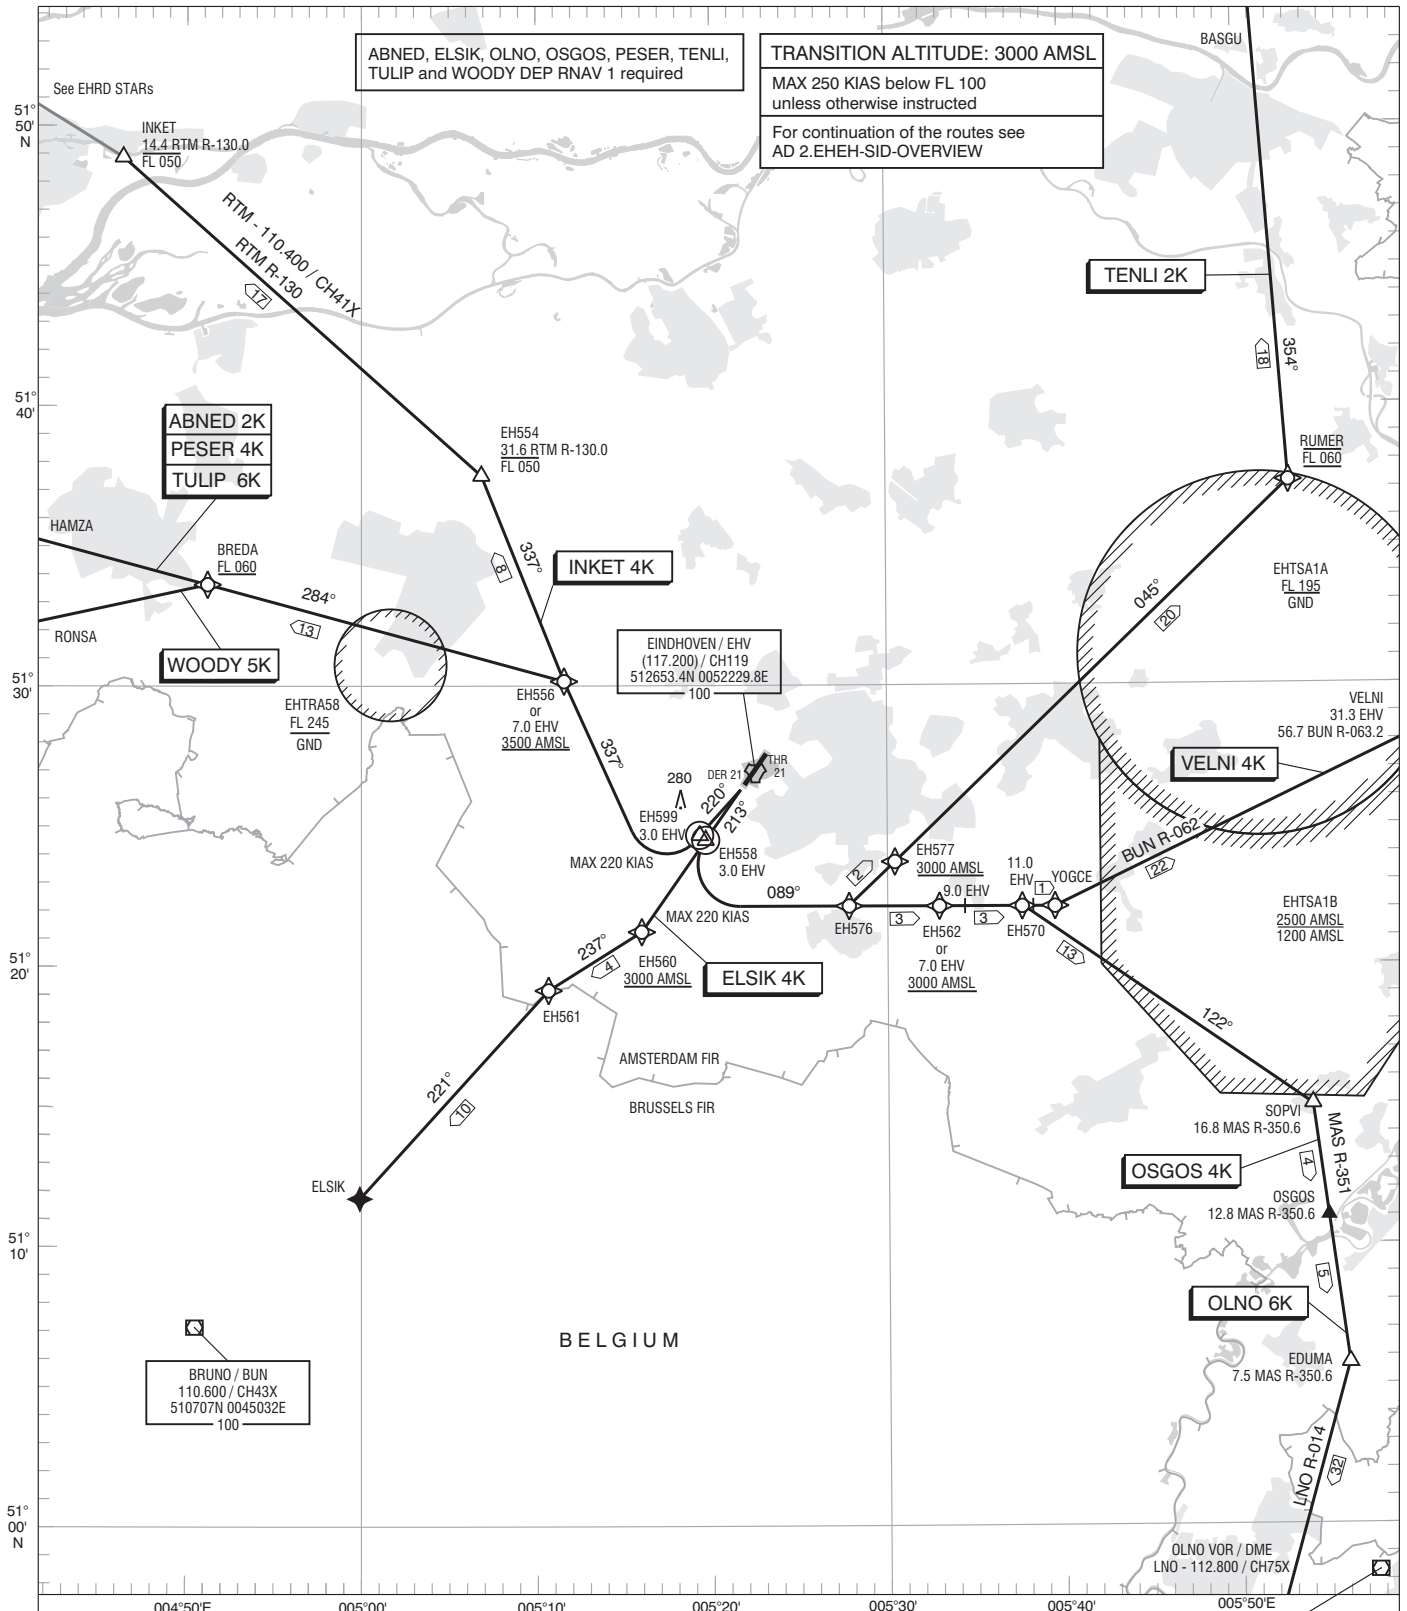 ABNED, ELSIK, OLNO, OSGOS, PESER, TENLI,
TULIP and WOODY DEP RNAV 1 required
TRANSITION ALTITUDE: 3000 AMSL
MAX 250 KIAS below FL 100
unless otherwise instructed
For continuation of the routes see
AD 2.EHEH-SID-OVERVIEW
BASGU
See EHRD STARs
51°
50'
N
INKET
14.4 RTM R-130.0
FL 050
RTM - 110.400 / CH41X
RTM R-130
17
TENLI 2K
18
354°
51°
40'
ABNED 2K
PESER 4K
TULIP 6K
EH554
31.6 RTM R-130.0
FL 050
RUMER
FL 060
HAMZA
BREDA
FL 060
337°
8
INKET 4K
EHTSA1A
FL 195
GND
284°
13
045°
20
RONSA
WOODY 5K
EINDHOVEN / EHV
(117.200) / CH119
512653.4N 0052229.8E
100
51°
30'
EHTRA58
FL 245
GND
EH556
or
7.0 EHV
3500 AMSL
VELNI
31.3 EHV
56.7 BUN R-063.2
337°
VELNI 4K
THR
21
DER 21
280
220°
213°
EH599
3.0 EHV
EH558
3.0 EHV
MAX 220 KIAS
BUN R-062
22
EH577
3000 AMSL
2
11.0
EHV
1
YOGCE
9.0 EHV
089°
MAX 220 KIAS
EH576
3
EH562
or
7.0 EHV
3000 AMSL
3
EH570
EHTSA1B
2500 AMSL
1200 AMSL
13
51°
20'
237°
4
EH560
3000 AMSL
ELSIK 4K
EH561
122°
AMSTERDAM FIR
BRUSSELS FIR
221°
10
SOPVI
16.8 MAS R-350.6
MAS R-351
4
OSGOS 4K
ELSIK
OSGOS
12.8 MAS R-350.6
51°
10'
5
OLNO 6K
BELGIUM
EDUMA
7.5 MAS R-350.6
BRUNO / BUN
110.600 / CH43X
510707N 0045032E
100
LNO R-014
32
51°
00'
N
OLNO VOR / DME
LNO - 112.800 / CH75X
004°50'E
005°00'
005°10'
005°20'
005°30'
005°40'
005°50'E